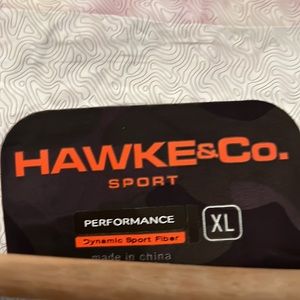 HAWKE&Co.
SPORT
PERFORMANCE XL
Dynamic Sport Fiber
made in china